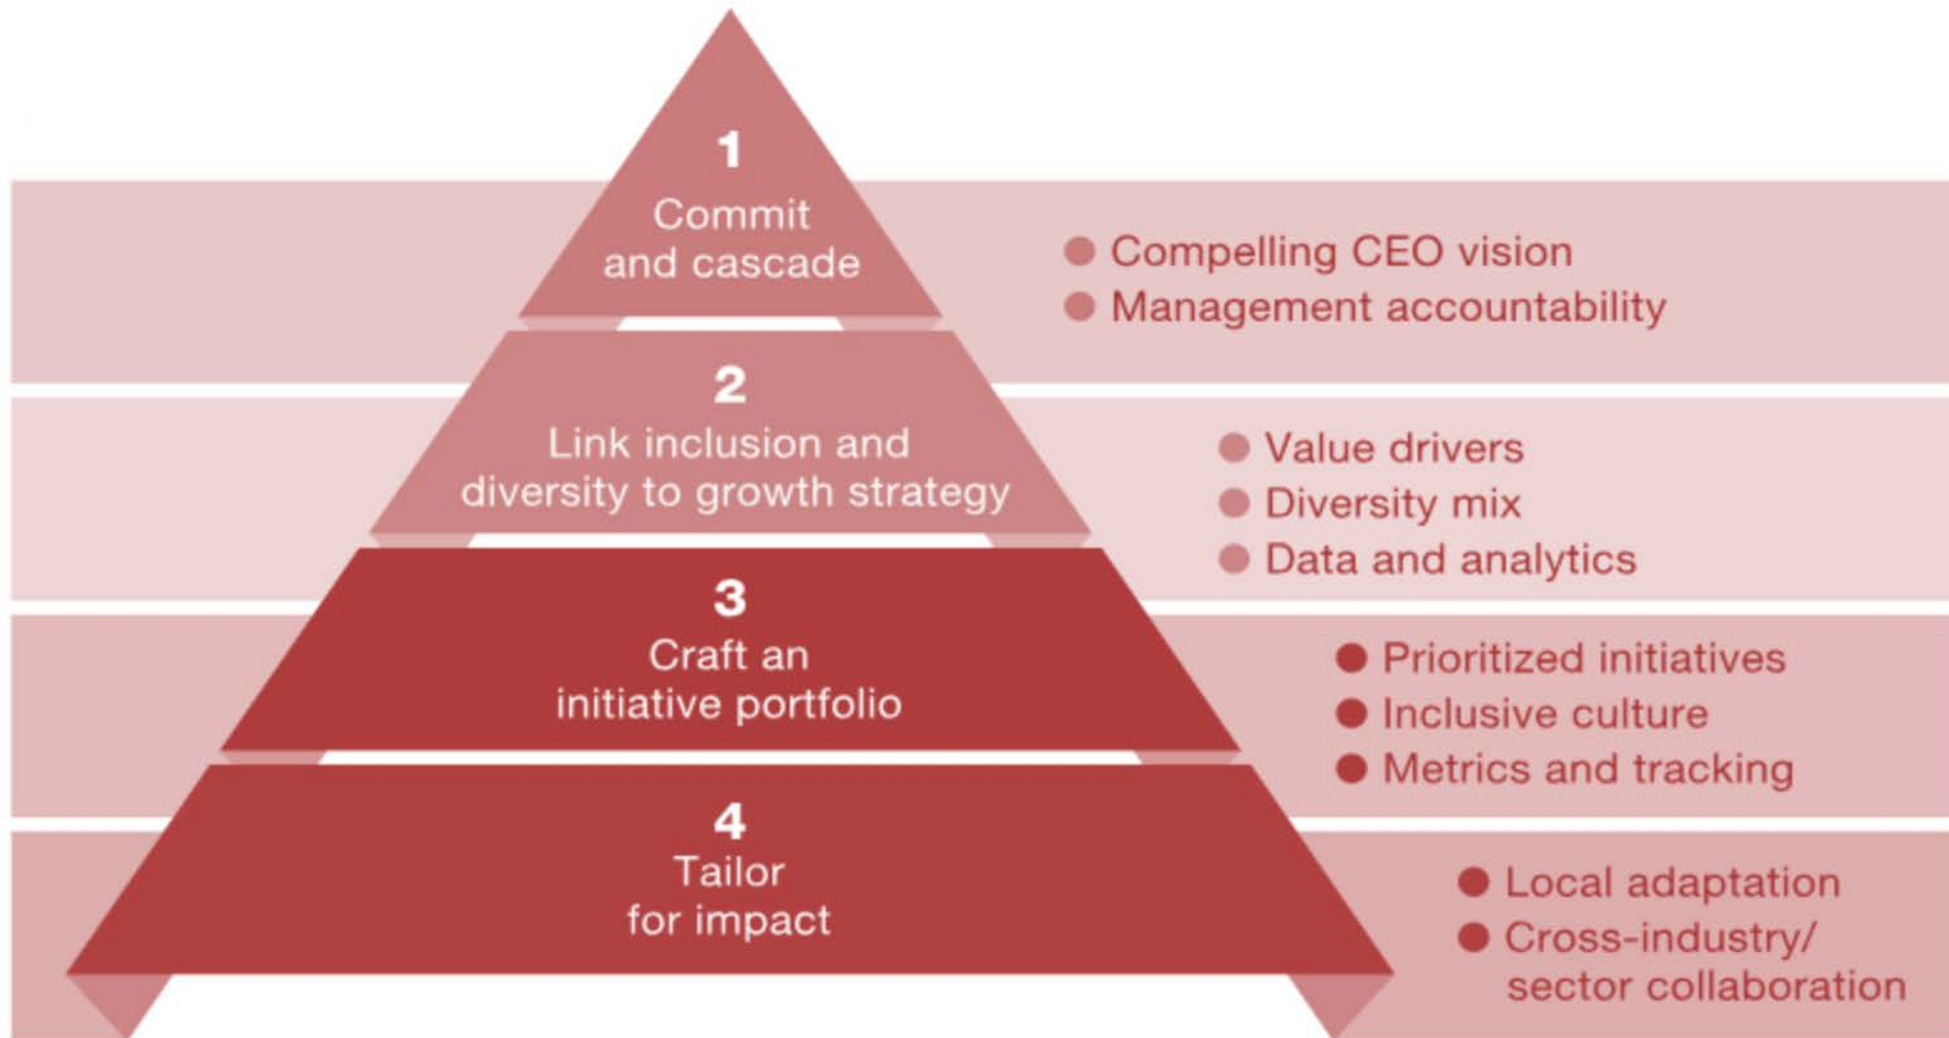 1
Commit
and cascade
Compelling CEO vision
Management accountability
2
Link inclusion and
diversity to growth strategy
Value drivers
Diversity mix
Data and analytics
3
Craft an
initiative portfolio
Prioritized initiatives
Inclusive culture
Metrics and tracking
4
Tailor
for impact
Local adaptation
Cross-industry/
sector collaboration